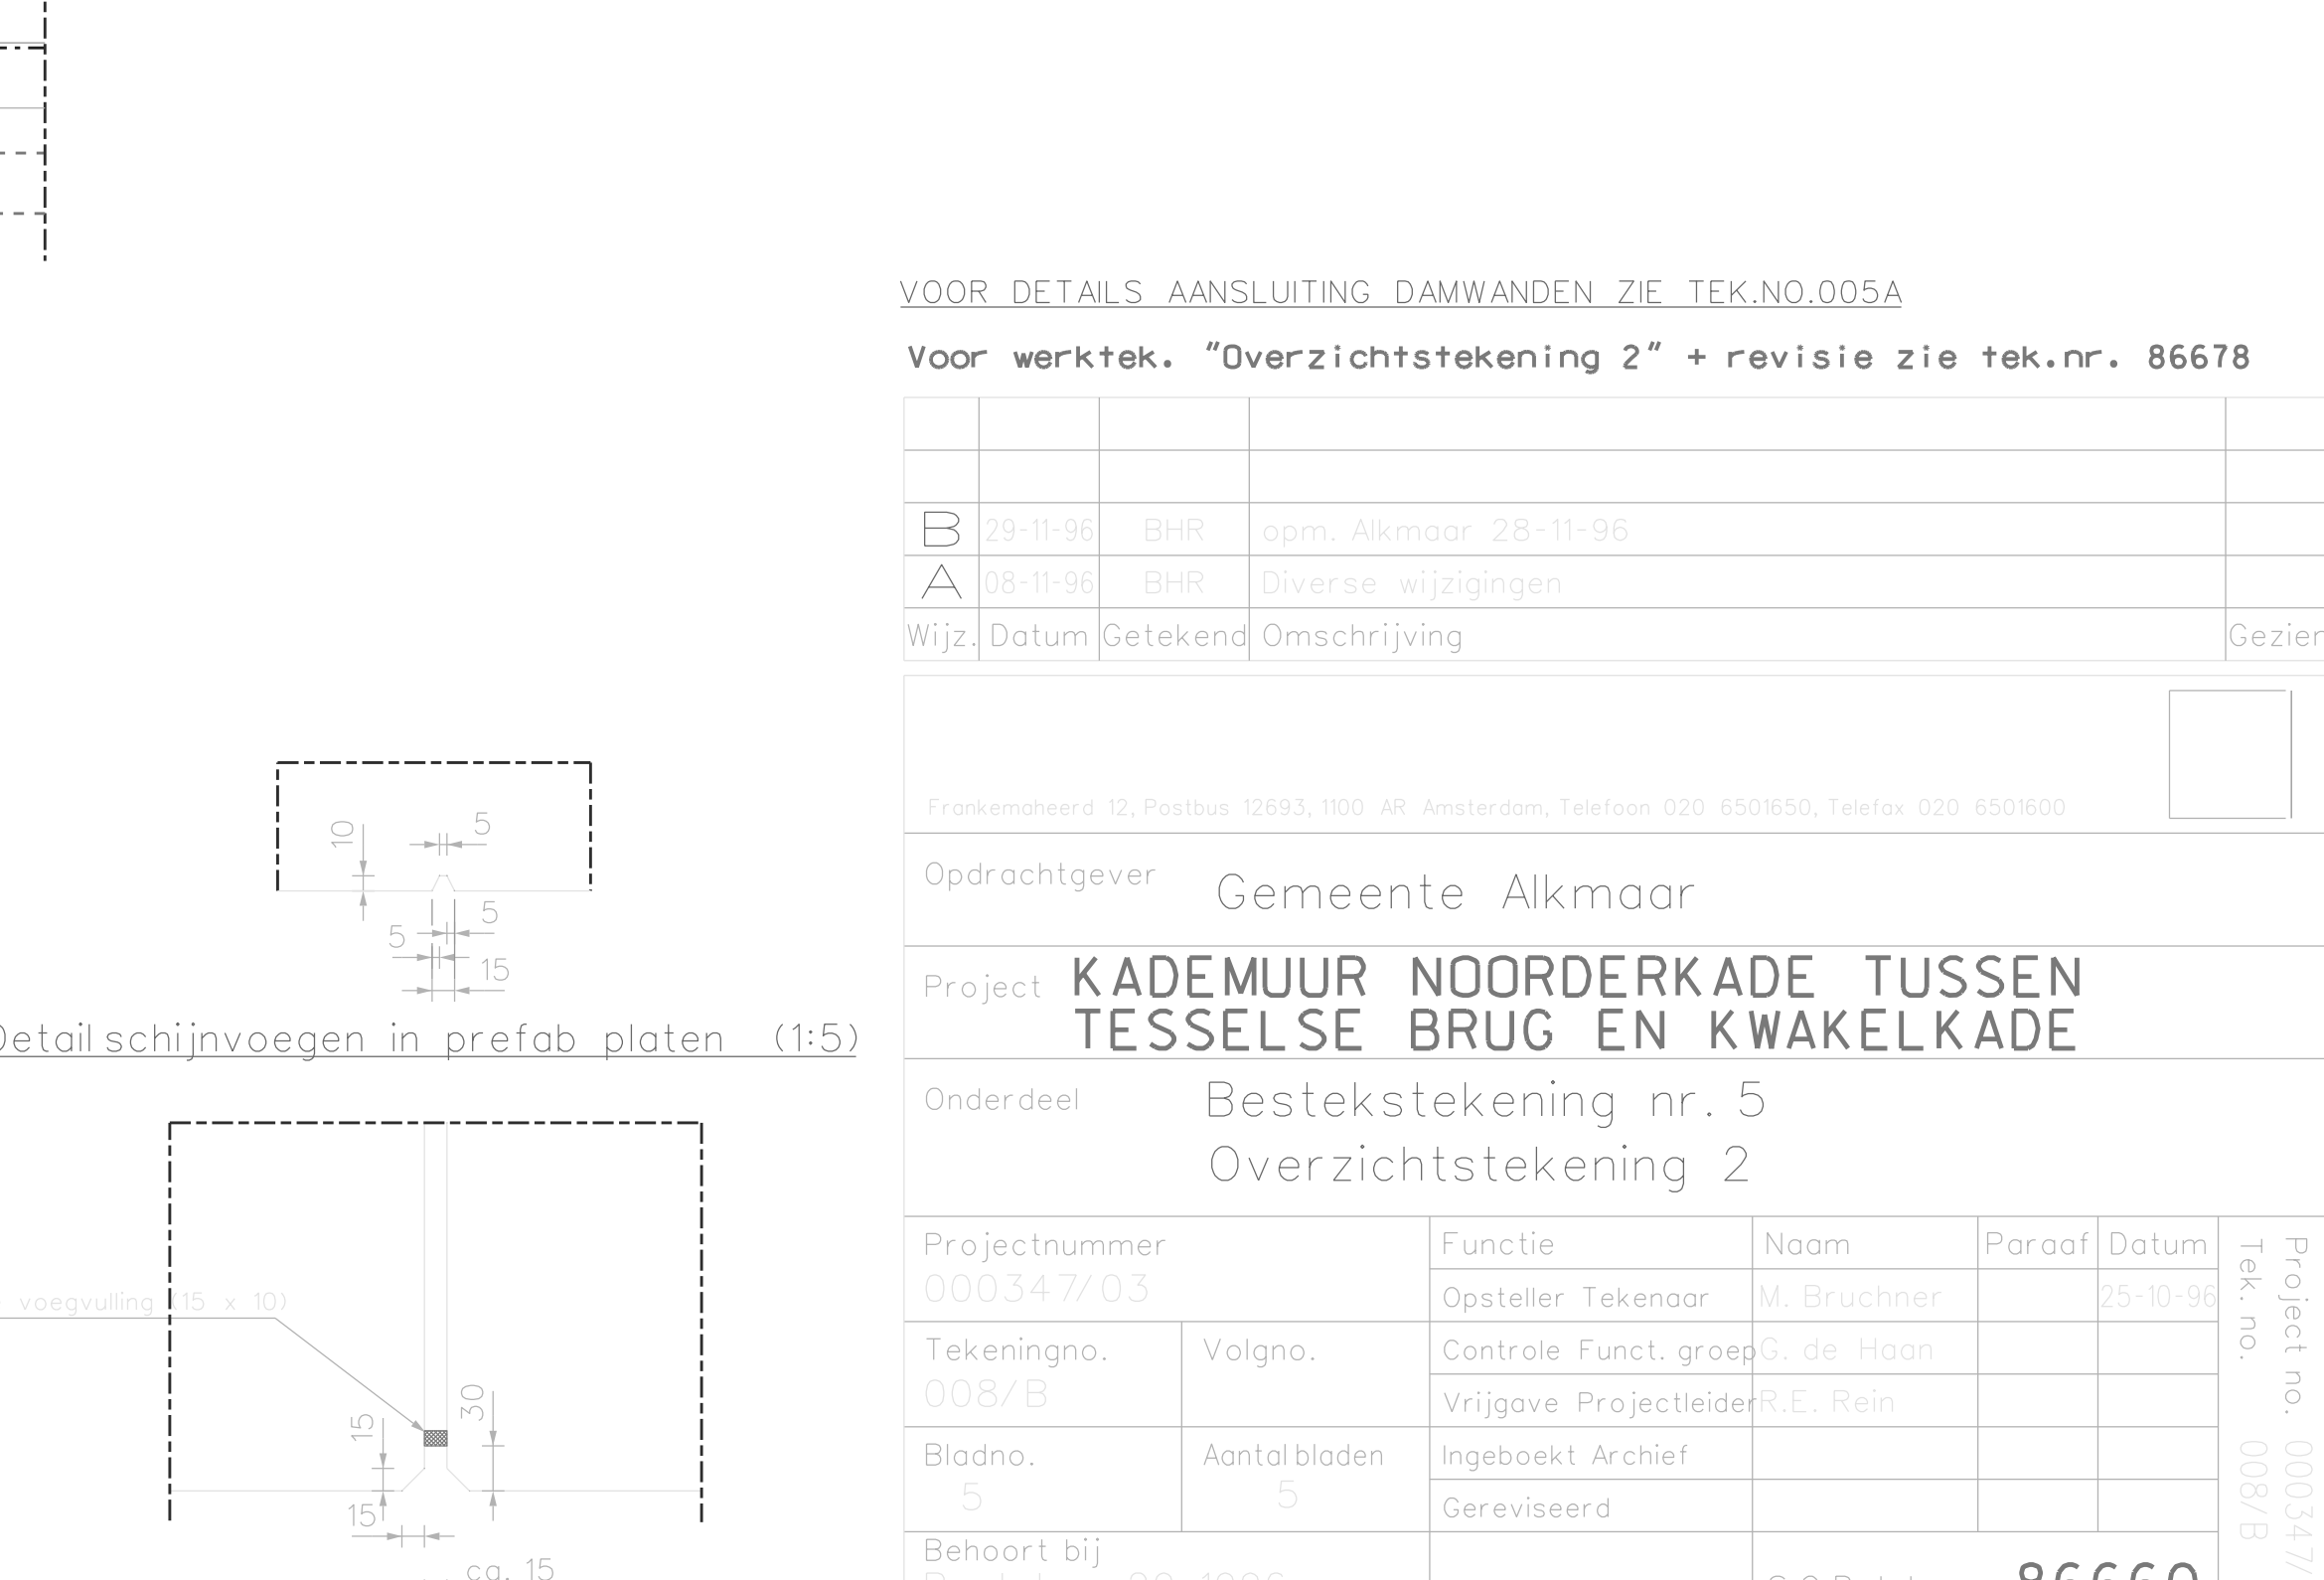 VOOR DETAILS AANSLUITING DAMWANDEN ZIE TEK.NO.005A
Voor werktek. "Overzichtstekening 2" + revisie zie tek.nr. 86678
B 29-11-96 BHR opm. Alkmaar 28-11-96
A 08-11-96 BHR Diverse wijzigingen
Wijz. Datum Getekend Omschrijving Gezien
Frankemaheerd 12, Postbus 12693, 1100 AR Amsterdam, Telefoon 020 6501650, Telefax 020 6501600
Opdrachtgever Gemeente Alkmaar
Project KADEMUUR NOORDERKADE TUSSEN
TESSELSE BRUG EN KWAKELKADE
Onderdeel Bestekstekening nr. 5
Overzichtstekening 2
Projectnummer
000347/03
Tekeningno. Volgno.
008/B
Bladno. Aantal bladen
5 5
Behoort bij
Functie Naam Paraaf Datum
Opsteller Tekenaar M. Bruchner 25-10-96
Controle Funct. groep G. de Haan
Vrijgave Projectleider R.E. Rein
Ingeboekt Archief
Gereviseerd
Project no. 000347/
Tek. no. 008/B
10
5
5
5
15
Detail schijnvoegen in prefab platen (1:5)
voegvulling (15 x 10)
15
30
15
ca. 15